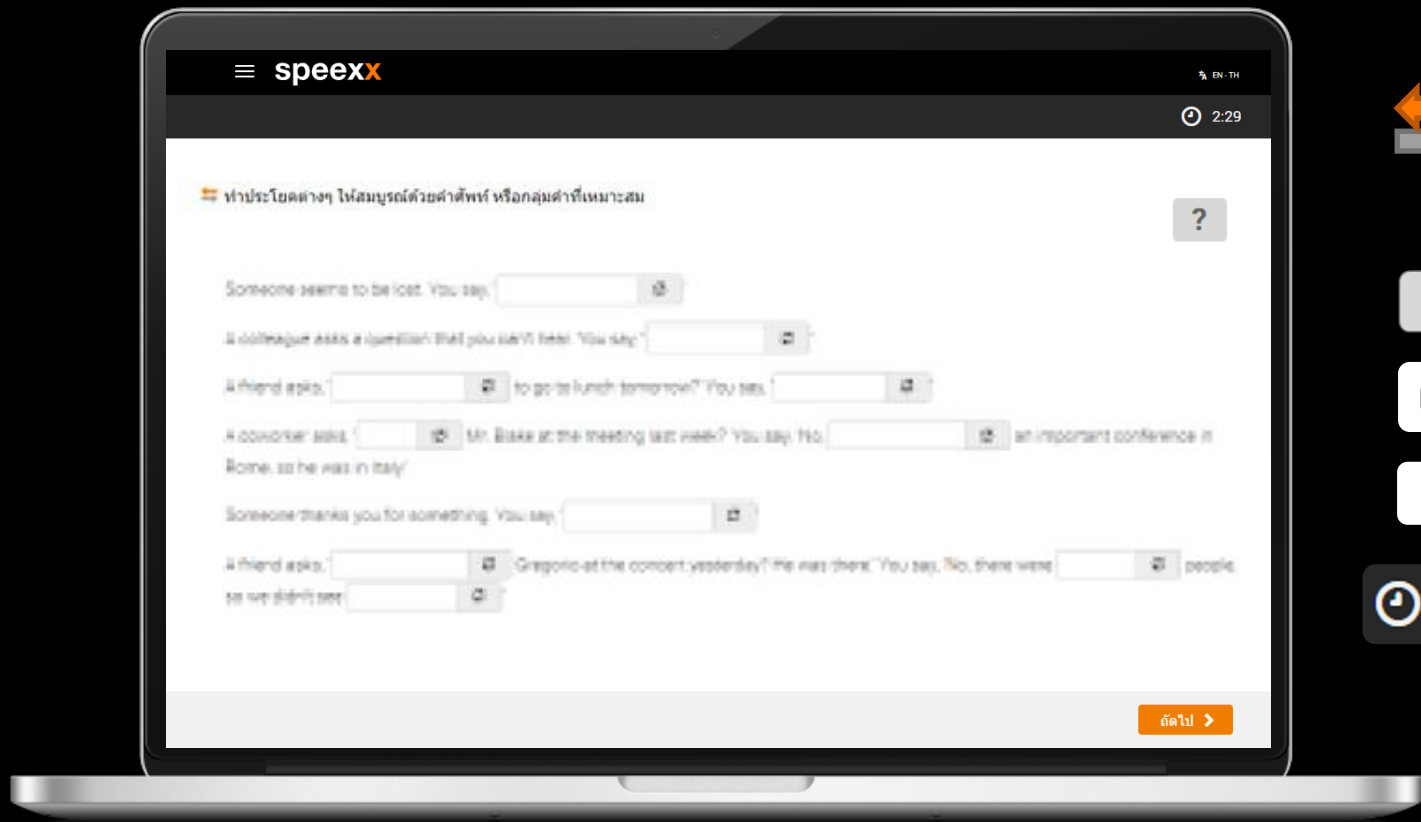 speexx
EN - TH
2:29
ทำประโยคต่างๆ ให้สมบูรณ์ด้วยคำศัพท์ หรือกลุ่มคำที่เหมาะสม
?
Someone seems to be lost. You say, "
A colleague asks a question that you can't hear. You say, " "
A friend asks, " to go to lunch tomorrow?" You say, " "
A coworker asks, " Mr. Blake at the meeting last week? You say, No, an important conference in
Rome, so he was in Italy"
Someone thanks you for something. You say, " "
A friend asks, " Gregorio at the concert yesterday? He was there." You say, "No, there were people,
so we didn't see "
ถัดไป